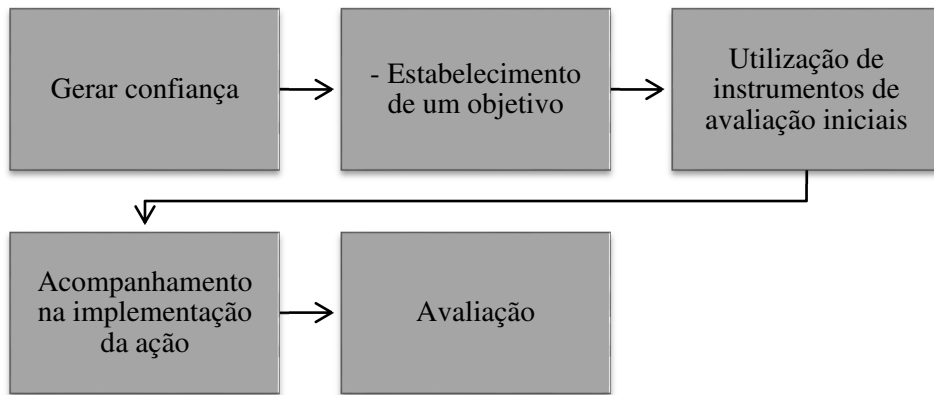 Gerar confiança
- Estabelecimento
de um objetivo
Utilização de
instrumentos de
avaliação iniciais
Acompanhamento
na implementação
da ação
Avaliação